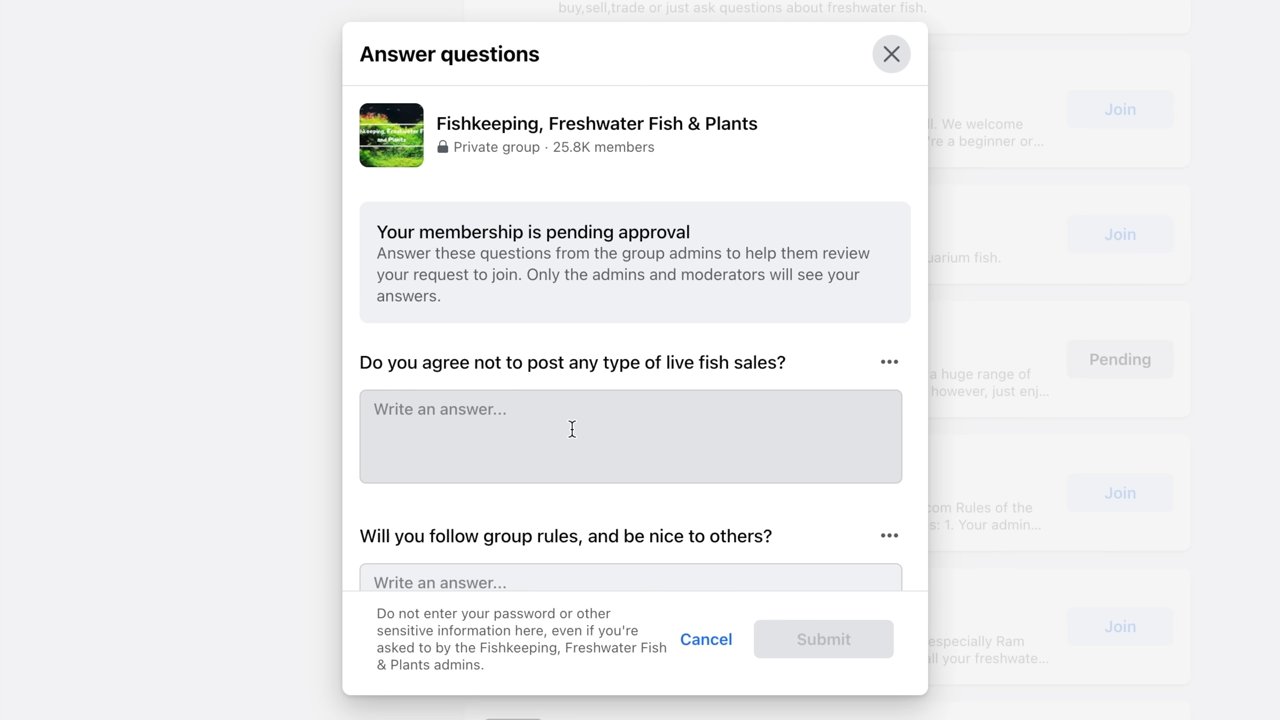 buy,sell,trade or just ask questions about freshwater fish.
Answer questions
Fishkeeping, Freshwater Fish & Plants
Private group · 25.8K members
Your membership is pending approval
Answer these questions from the group admins to help them review
your request to join. Only the admins and moderators will see your
answers.
Do you agree not to post any type of live fish sales?
Write an answer...
Will you follow group rules, and be nice to others?
Write an answer...
Do not enter your password or other
sensitive information here, even if you're
asked to by the Fishkeeping, Freshwater Fish
& Plants admins.
Cancel
Submit
Join
ll. We welcome
're a beginner or...
Join
uarium fish.
Pending
a huge range of
however, just enj...
Join
com Rules of the
s: 1. Your admin...
Join
especially Ram
all your freshwate...